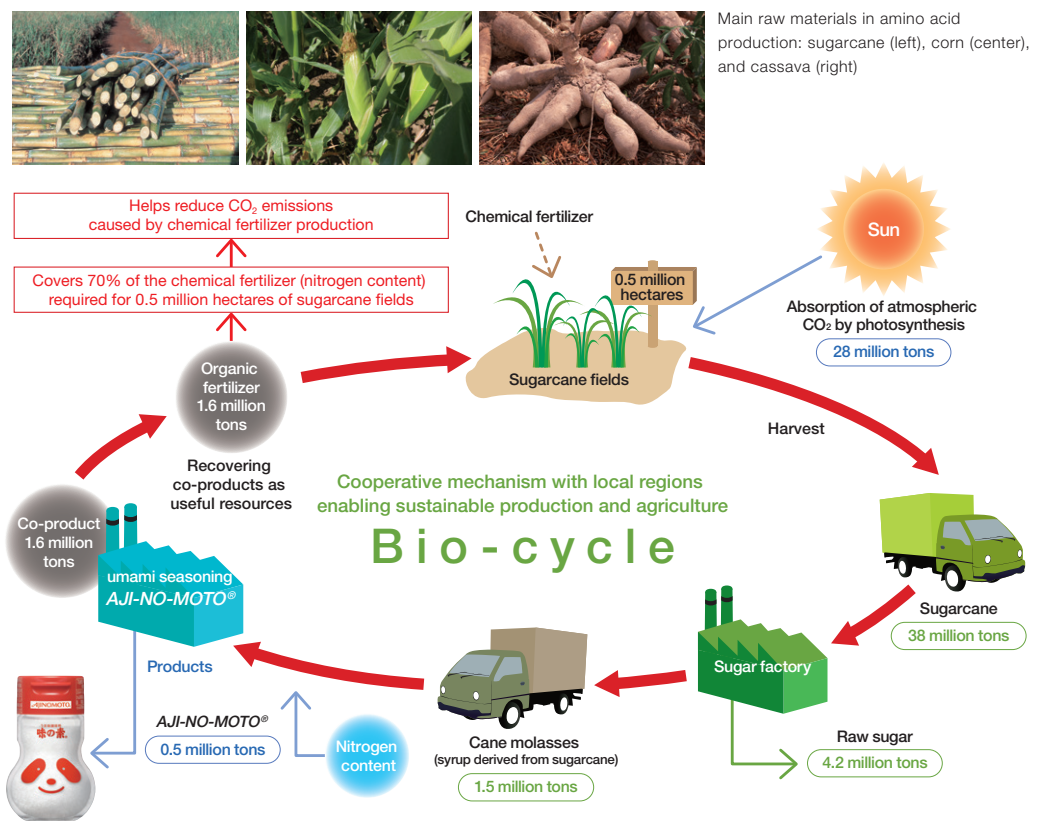 Main raw materials in amino acid
production: sugarcane (left), corn (center),
and cassava (right)
Helps reduce CO₂ emissions
caused by chemical fertilizer production
Covers 70% of the chemical fertilizer (nitrogen content)
required for 0.5 million hectares of sugarcane fields
Chemical fertilizer
0.5 million
hectares
Sugarcane fields
Sun
Absorption of atmospheric
CO₂ by photosynthesis
28 million tons
Organic
fertilizer
1.6 million
tons
Recovering
co-products as
useful resources
Harvest
Cooperative mechanism with local regions
enabling sustainable production and agriculture
Bio-cycle
Co-product
1.6 million
tons
umami seasoning
AJI-NO-MOTO®
Sugarcane
38 million tons
Sugar factory
Products
AJI-NO-MOTO®
0.5 million tons
Nitrogen
content
Cane molasses
(syrup derived from sugarcane)
1.5 million tons
Raw sugar
4.2 million tons
AJINOMOTO
味の素